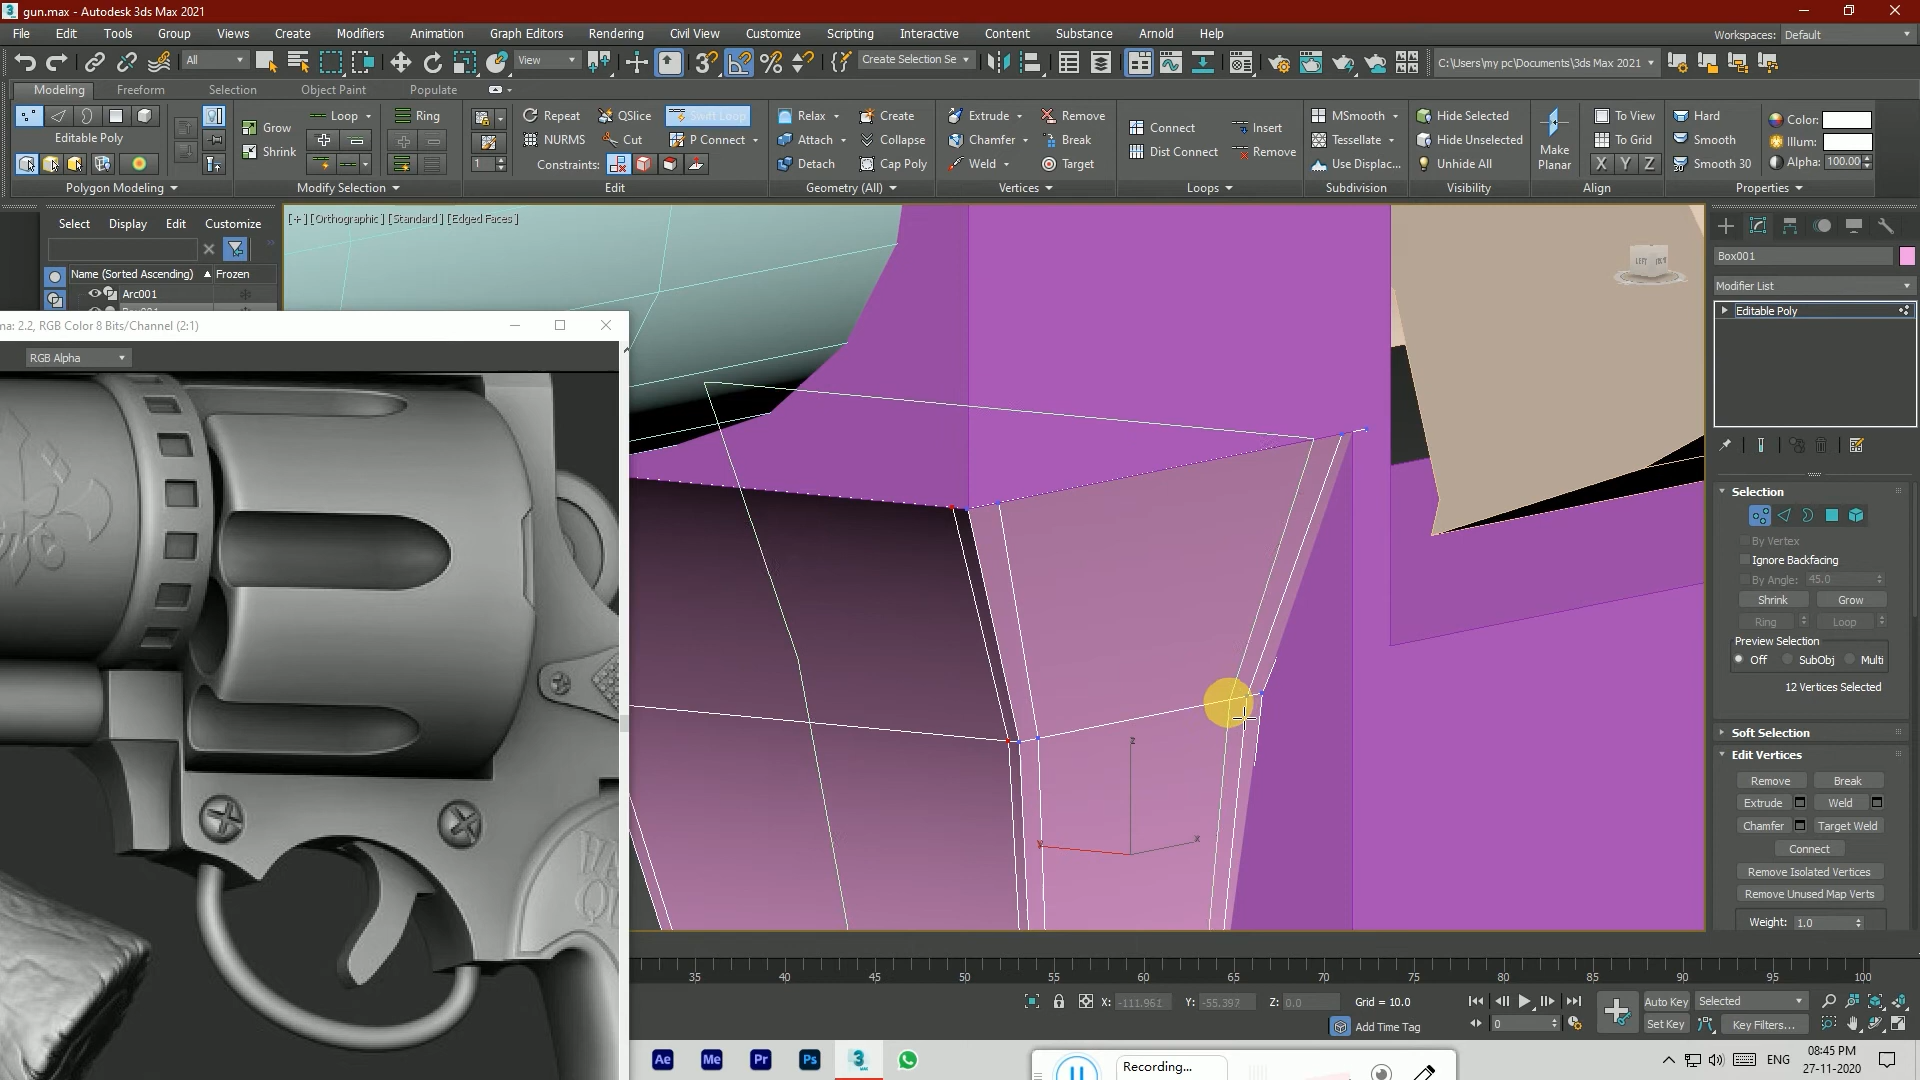 gun.max - Autodesk 3ds Max 2021
File Edit Tools Group Views Create Modifiers Animation Graph Editors Rendering Civil View Customize Scripting Interactive Content Substance Arnold Help
Workspaces: Default
All View Create Selection Se C:\Users\my pc\Documents\3ds Max 2021
Modeling Freeform Selection Object Paint Populate
Loop Ring Repeat QSlice Swift Loop Relax Create Extrude Remove MSmooth Hide Selected To View Hard Color:
Grow Connect Insert
Editable Poly NURMS Cut P Connect Attach Collapse Chamfer Break Tessellate Hide Unselected Make Planar To Grid Smooth Illum:
Shrink Dist Connect Remove
1 Constraints: Detach Cap Poly Weld Target Use Displac... Unhide All X Y Z Smooth 30 Alpha: 100.00
Polygon Modeling Modify Selection Edit Geometry (All) Vertices Loops Subdivision Visibility Align Properties
Select Display Edit Customize
[+] [Orthographic] [Standard] [Edged Faces]
Name (Sorted Ascending) Frozen
Arc001
LEFT
Box001
Modifier List
Editable Poly
ma: 2.2, RGB Color 8 Bits/Channel (2:1)
RGB Alpha
Selection
By Vertex
Ignore Backfacing
By Angle: 45.0
Shrink Grow
Ring Loop
Preview Selection
Off SubObj Multi
12 Vertices Selected
Soft Selection
Edit Vertices
Remove Break
Extrude Weld
Chamfer Target Weld
Connect
Remove Isolated Vertices
Remove Unused Map Verts
Weight: 1.0
z
x
y
35 40 45 50 55 60 65 70 75 80 85 90 95 100
X: -111.961 Y: -55.397 Z: 0.0 Grid = 10.0 Auto Key Selected
Add Time Tag 0 Set Key Key Filters...
Ae Me Pr Ps 3 Recording... ENG 08:45 PM
27-11-2020